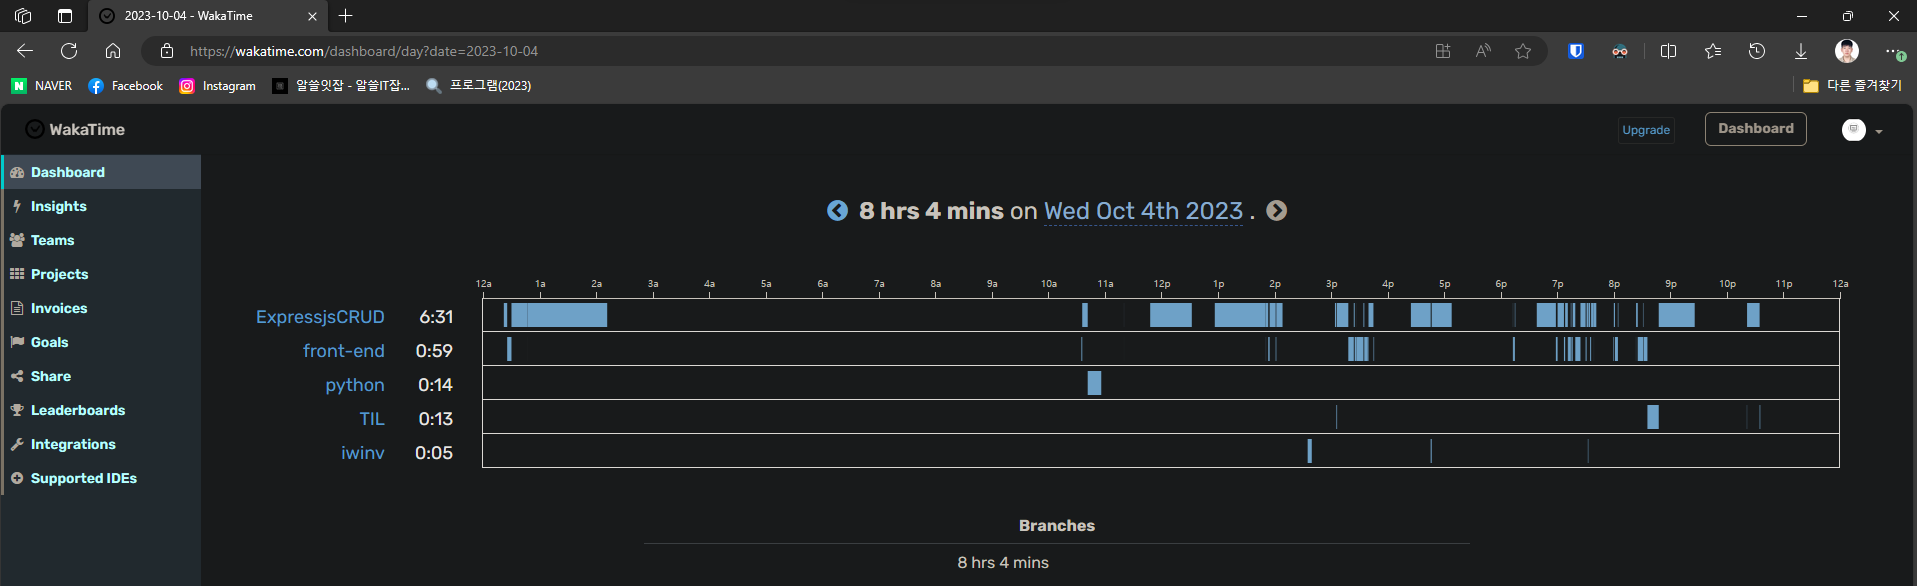 2023-10-04 - WakaTime
https://wakatime.com/dashboard/day?date=2023-10-04
NAVER Facebook Instagram 알쓸잇잡 - 알쓸IT잡... 프로그램(2023) 다른 즐겨찾기
WakaTime Upgrade Dashboard
Dashboard
Insights
Teams
Projects
Invoices
Goals
Share
Leaderboards
Integrations
Supported IDEs
8 hrs 4 mins on Wed Oct 4th 2023 .
12a 1a 2a 3a 4a 5a 6a 7a 8a 9a 10a 11a 12p 1p 2p 3p 4p 5p 6p 7p 8p 9p 10p 11p 12a
ExpressjsCRUD 6:31
front-end 0:59
python 0:14
TIL 0:13
iwinv 0:05
Branches
8 hrs 4 mins